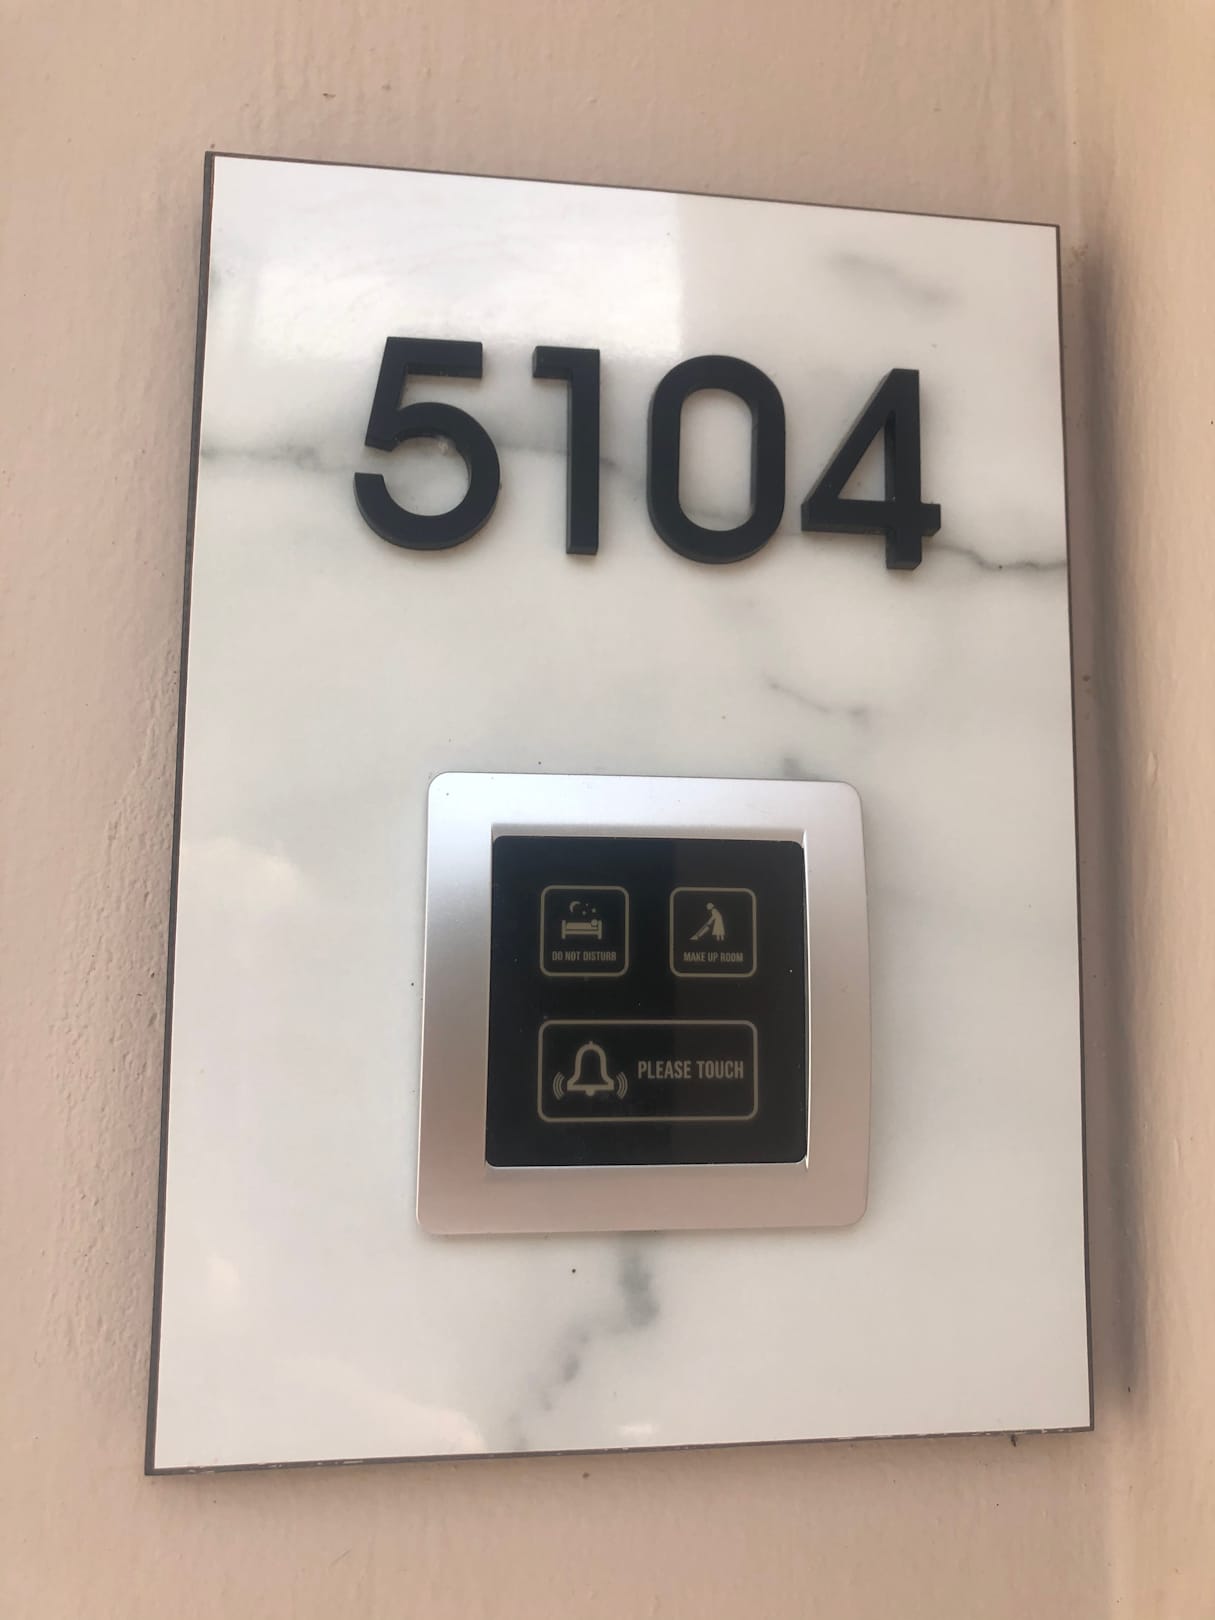 5104
DO NOT DISTURB
MAKE UP ROOM
PLEASE TOUCH